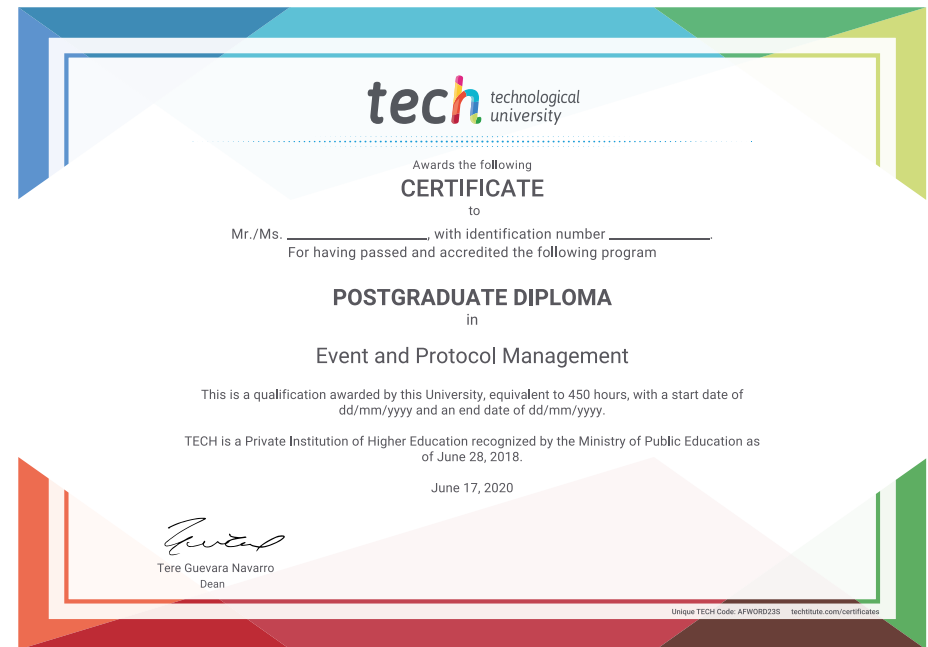 tech technological
university
Awards the following
CERTIFICATE
to
Mr./Ms. ____________________, with identification number ______________.
For having passed and accredited the following program
POSTGRADUATE DIPLOMA
in
Event and Protocol Management
This is a qualification awarded by this University, equivalent to 450 hours, with a start date of
dd/mm/yyyy and an end date of dd/mm/yyyy.
TECH is a Private Institution of Higher Education recognized by the Ministry of Public Education as
of June 28, 2018.
June 17, 2020
Tere Guevara Navarro
Dean
Unique TECH Code: AFWORD23S techtitute.com/certificates